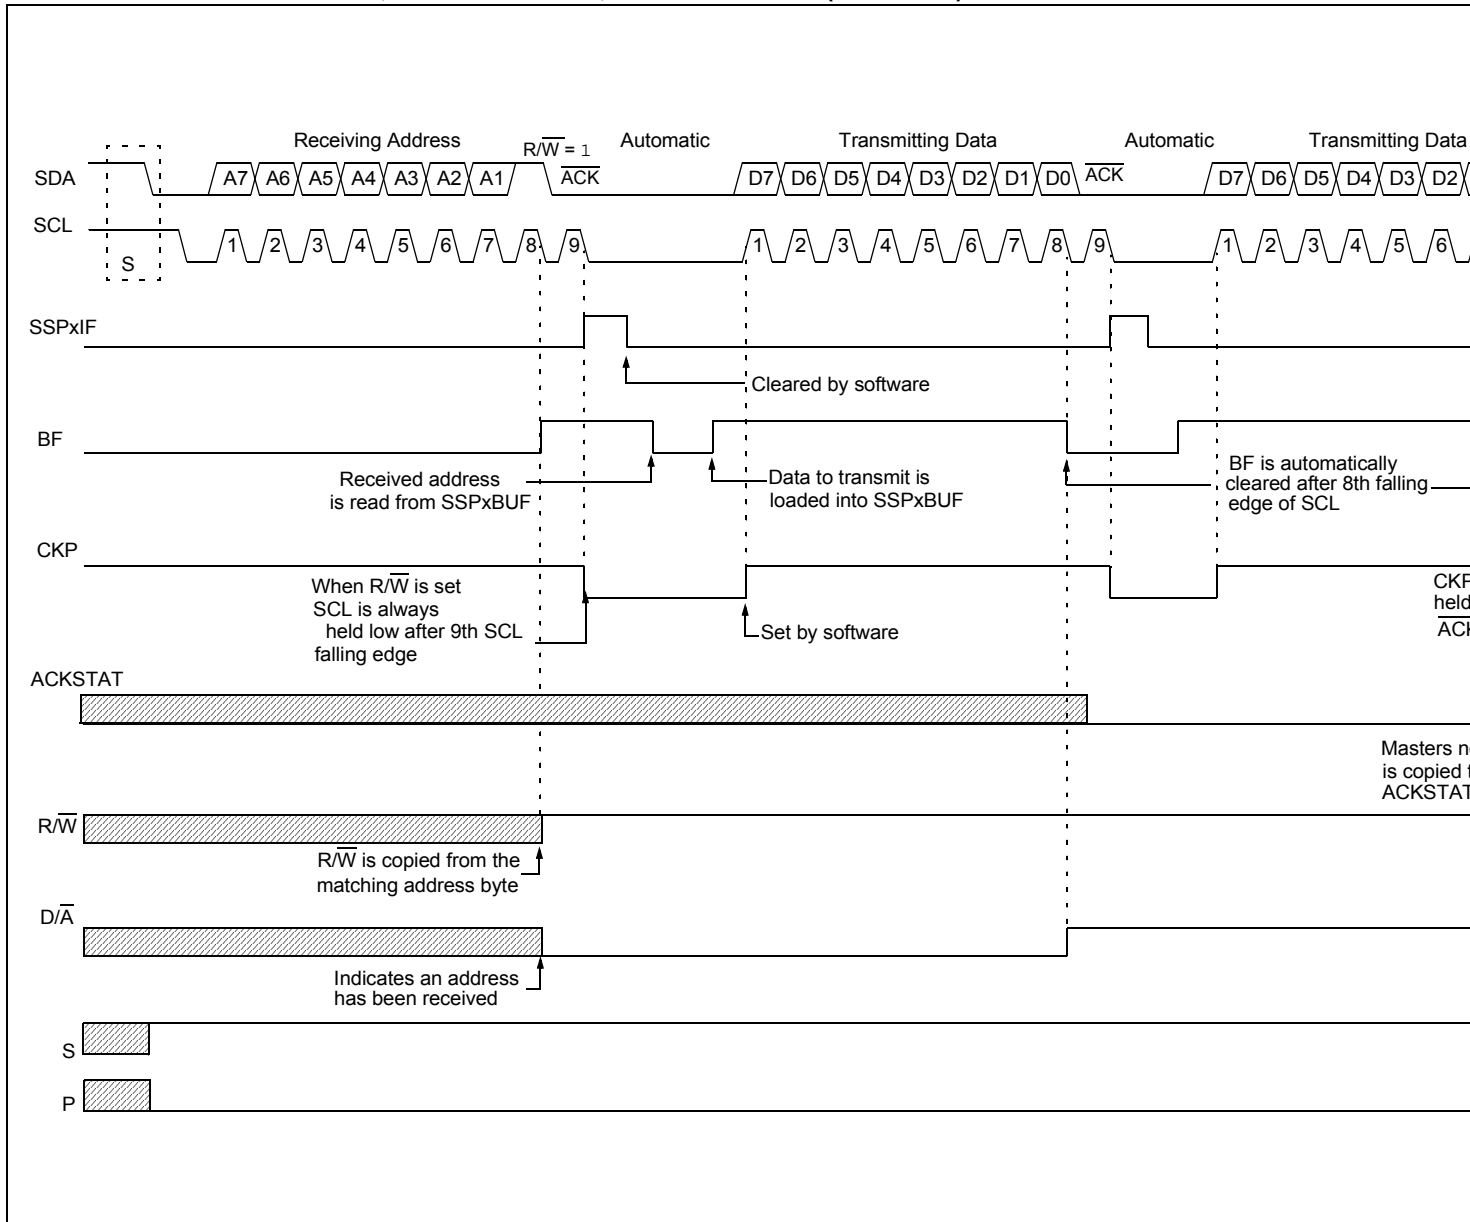 Receiving Address R/W = 1 Automatic Transmitting Data Automatic Transmitting Data
SDA A7 A6 A5 A4 A3 A2 A1 ACK D7 D6 D5 D4 D3 D2 D1 D0 ACK D7 D6 D5 D4 D3 D2
SCL 1 2 3 4 5 6 7 8 9 1 2 3 4 5 6 7 8 9 1 2 3 4 5 6
S
SSPxIF
Cleared by software
BF
Received address
is read from SSPxBUF
Data to transmit is
loaded into SSPxBUF
BF is automatically
cleared after 8th falling
edge of SCL
CKP
When R/W is set
SCL is always
held low after 9th SCL
falling edge
Set by software
held
ACKSTAT
Masters
is copied
ACKSTAT
R/W
R/W is copied from the
matching address byte
D/A
Indicates an address
has been received
S
P